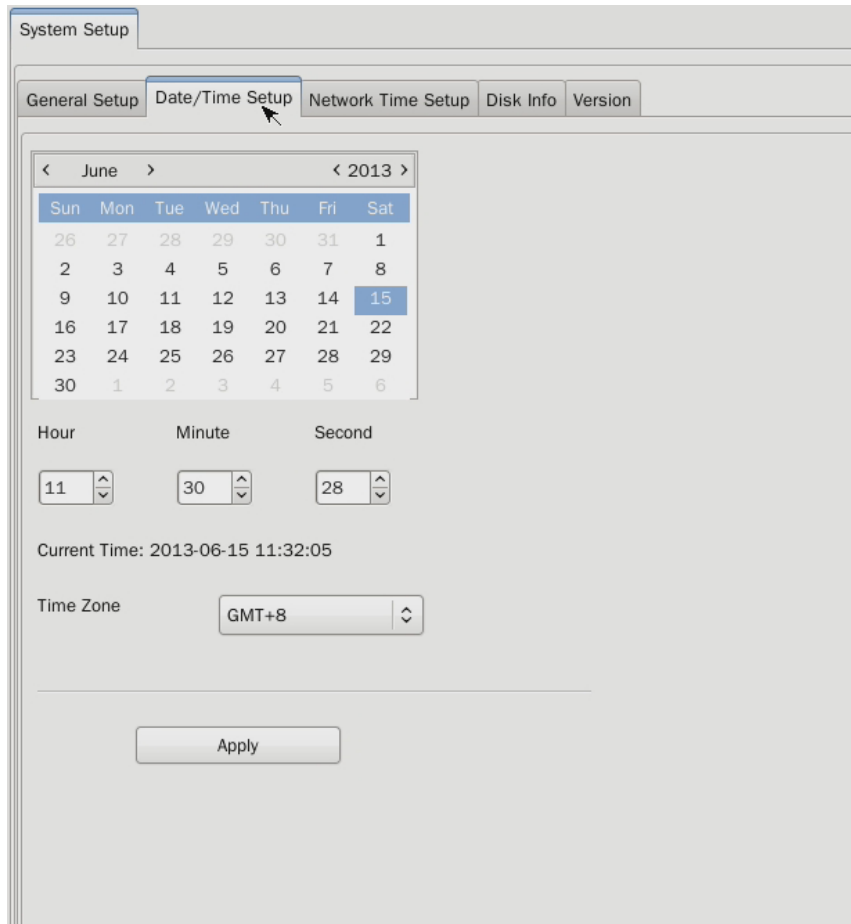 System Setup
General Setup Date/Time Setup Network Time Setup Disk Info Version
< June > < 2013 >
Sun Mon Tue Wed Thu Fri Sat
26 27 28 29 30 31 1
2 3 4 5 6 7 8
9 10 11 12 13 14 15
16 17 18 19 20 21 22
23 24 25 26 27 28 29
30 1 2 3 4 5 6
Hour Minute Second
11 30 28
Current Time: 2013-06-15 11:32:05
Time Zone GMT+8
Apply